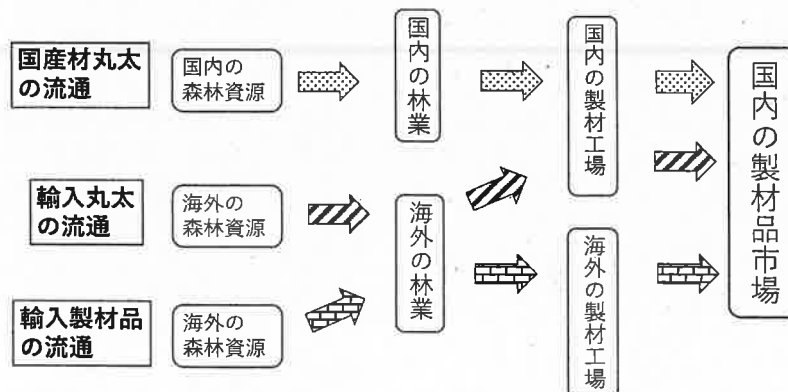 国産材丸太
の流通
国内の
森林資源
国内の林業
国内の製材工場
国内の製材品市場
輸入丸太
の流通
海外の
森林資源
海外の林業
海外の製材工場
輸入製材品
の流通
海外の
森林資源